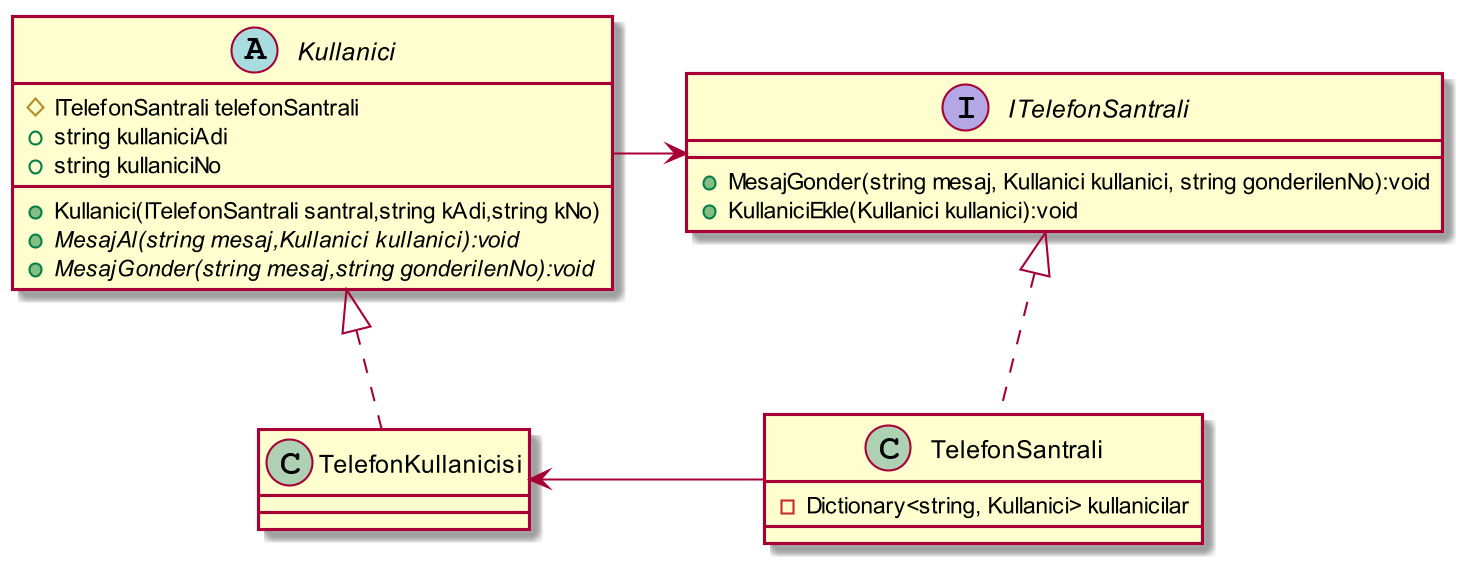 A Kullanici
ITelefonSantrali telefonSantrali
string kullaniciAdi
string kullaniciNo
Kullanici(ITelefonSantrali santral,string kAdi,string kNo)
MesajAl(string mesaj,Kullanici kullanici):void
MesajGonder(string mesaj,string gonderilenNo):void
I ITelefonSantrali
MesajGonder(string mesaj, Kullanici kullanici, string gonderilenNo):void
KullaniciEkle(Kullanici kullanici):void
C TelefonKullanicisi
C TelefonSantrali
Dictionary<string, Kullanici> kullanicilar